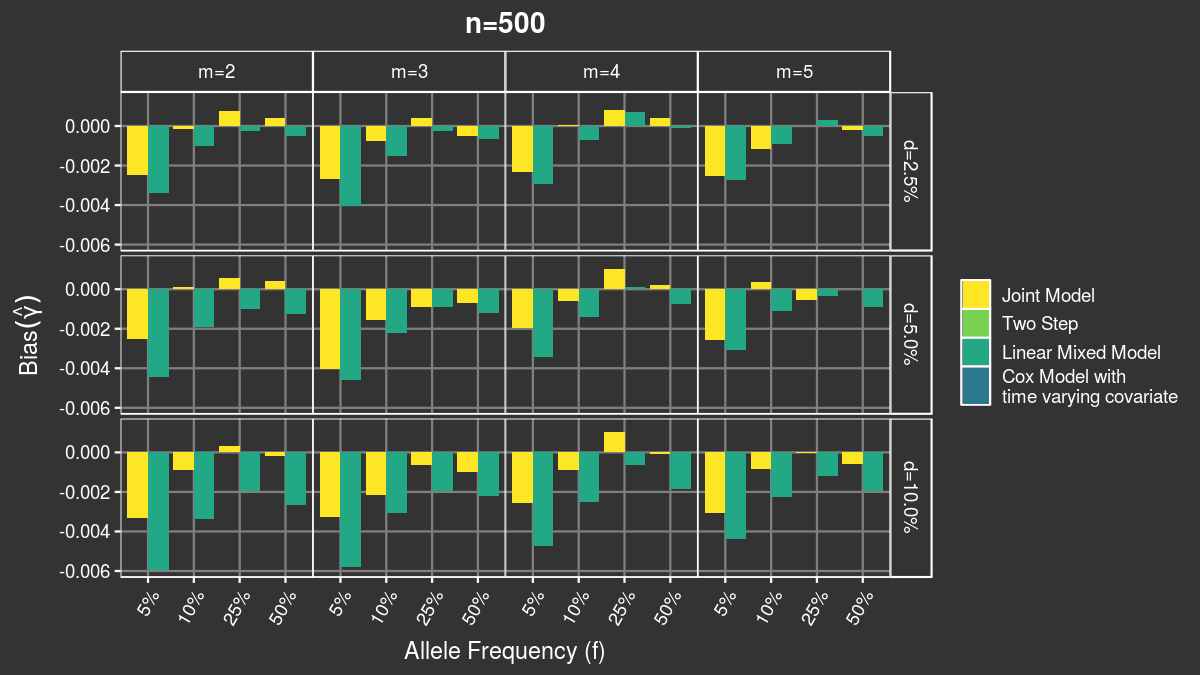 n=500
m=2 m=3 m=4 m=5
0.000
-0.002
-0.004
-0.006
d=2.5%
0.000
-0.002
-0.004
-0.006
d=5.0%
0.000
-0.002
-0.004
-0.006
d=10.0%
5% 10% 25% 50% 5% 10% 25% 50% 5% 10% 25% 50% 5% 10% 25% 50%
Allele Frequency (f)
Bias(γ̂)
Joint Model
Two Step
Linear Mixed Model
Cox Model with
time varying covariate